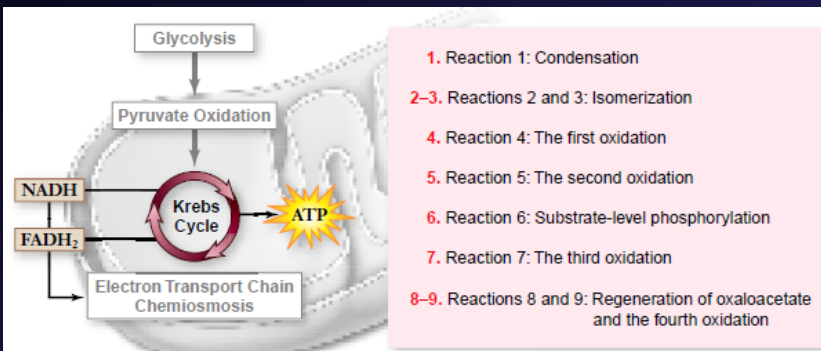 Glycolysis
Pyruvate Oxidation
NADH
FADH₂
Krebs
Cycle
ATP
Electron Transport Chain
Chemiosmosis
1. Reaction 1: Condensation
2–3. Reactions 2 and 3: Isomerization
4. Reaction 4: The first oxidation
5. Reaction 5: The second oxidation
6. Reaction 6: Substrate-level phosphorylation
7. Reaction 7: The third oxidation
8–9. Reactions 8 and 9: Regeneration of oxaloacetate
and the fourth oxidation